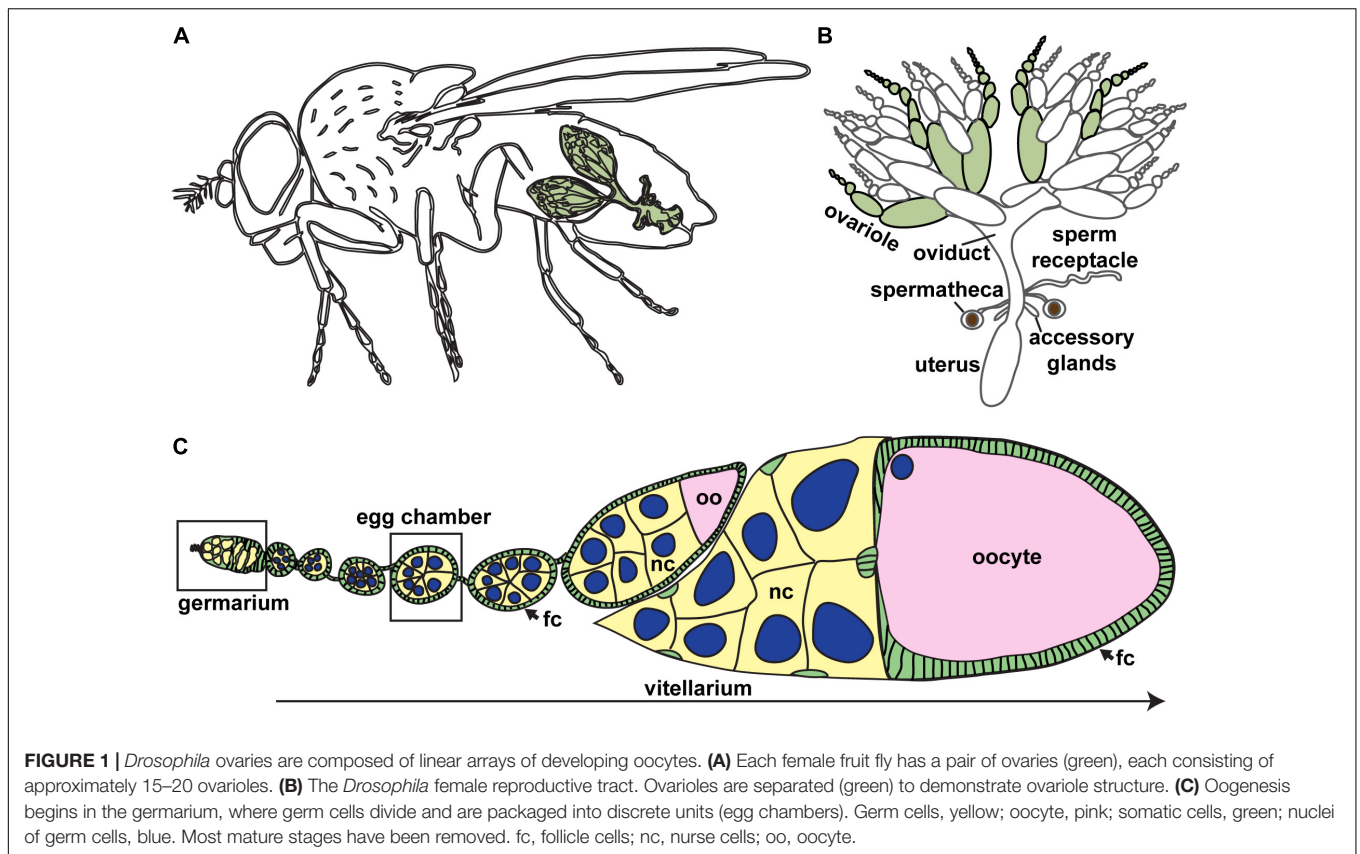 A
B
ovariole
oviduct
sperm
receptacle
spermatheca
accessory
glands
uterus
C
egg chamber
oo
nc
germarium
fc
nc
oocyte
fc
vitellarium
FIGURE 1 | Drosophila ovaries are composed of linear arrays of developing oocytes. (A) Each female fruit fly has a pair of ovaries (green), each consisting of
approximately 15–20 ovarioles. (B) The Drosophila female reproductive tract. Ovarioles are separated (green) to demonstrate ovariole structure. (C) Oogenesis
begins in the germarium, where germ cells divide and are packaged into discrete units (egg chambers). Germ cells, yellow; oocyte, pink; somatic cells, green; nuclei
of germ cells, blue. Most mature stages have been removed. fc, follicle cells; nc, nurse cells; oo, oocyte.